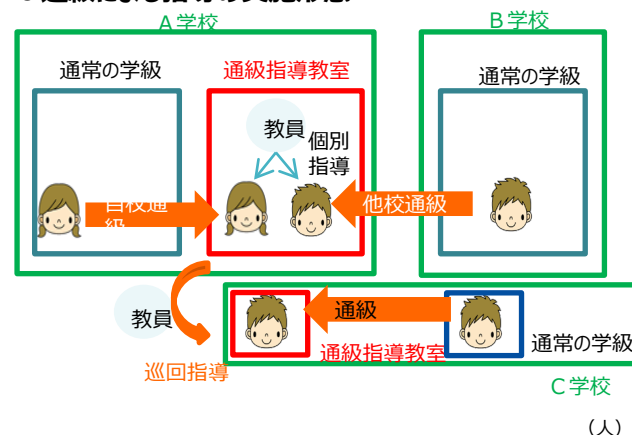 A学校
B学校
通常の学級
通級指導教室
通常の学級
教員
個別
指導
自校通
級
他校通級
教員
通級
通級指導教室
通常の学級
巡回指導
C学校
（人）